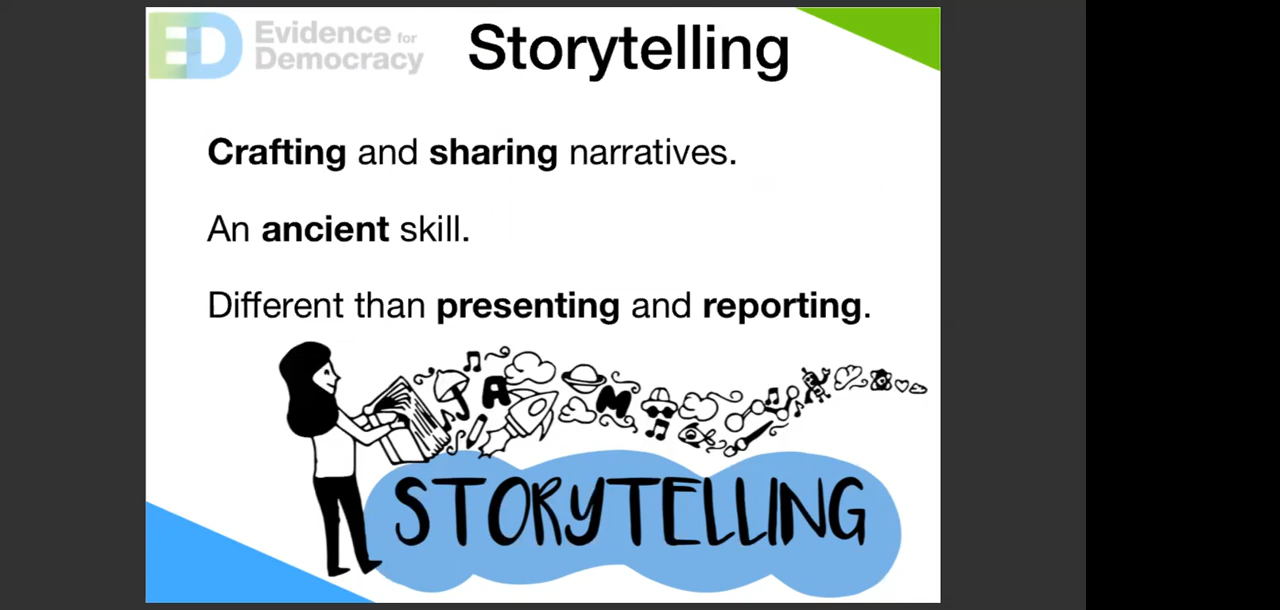 Evidence for
Democracy
Storytelling
Crafting and sharing narratives.
An ancient skill.
Different than presenting and reporting.
A
M
STORYTELLING